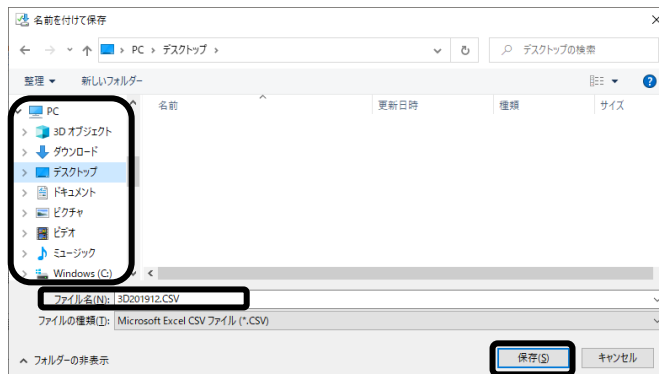 名前を付けて保存
PC › デスクトップ ›
デスクトップの検索
整理 新しいフォルダー
名前 更新日時 種類 サイズ
PC
3D オブジェクト
ダウンロード
デスクトップ
ドキュメント
ピクチャ
ビデオ
ミュージック
Windows (C:)
ファイル名(N): 3D201912.CSV
ファイルの種類(T): Microsoft Excel CSV ファイル (*.CSV)
フォルダーの非表示
保存(S) キャンセル